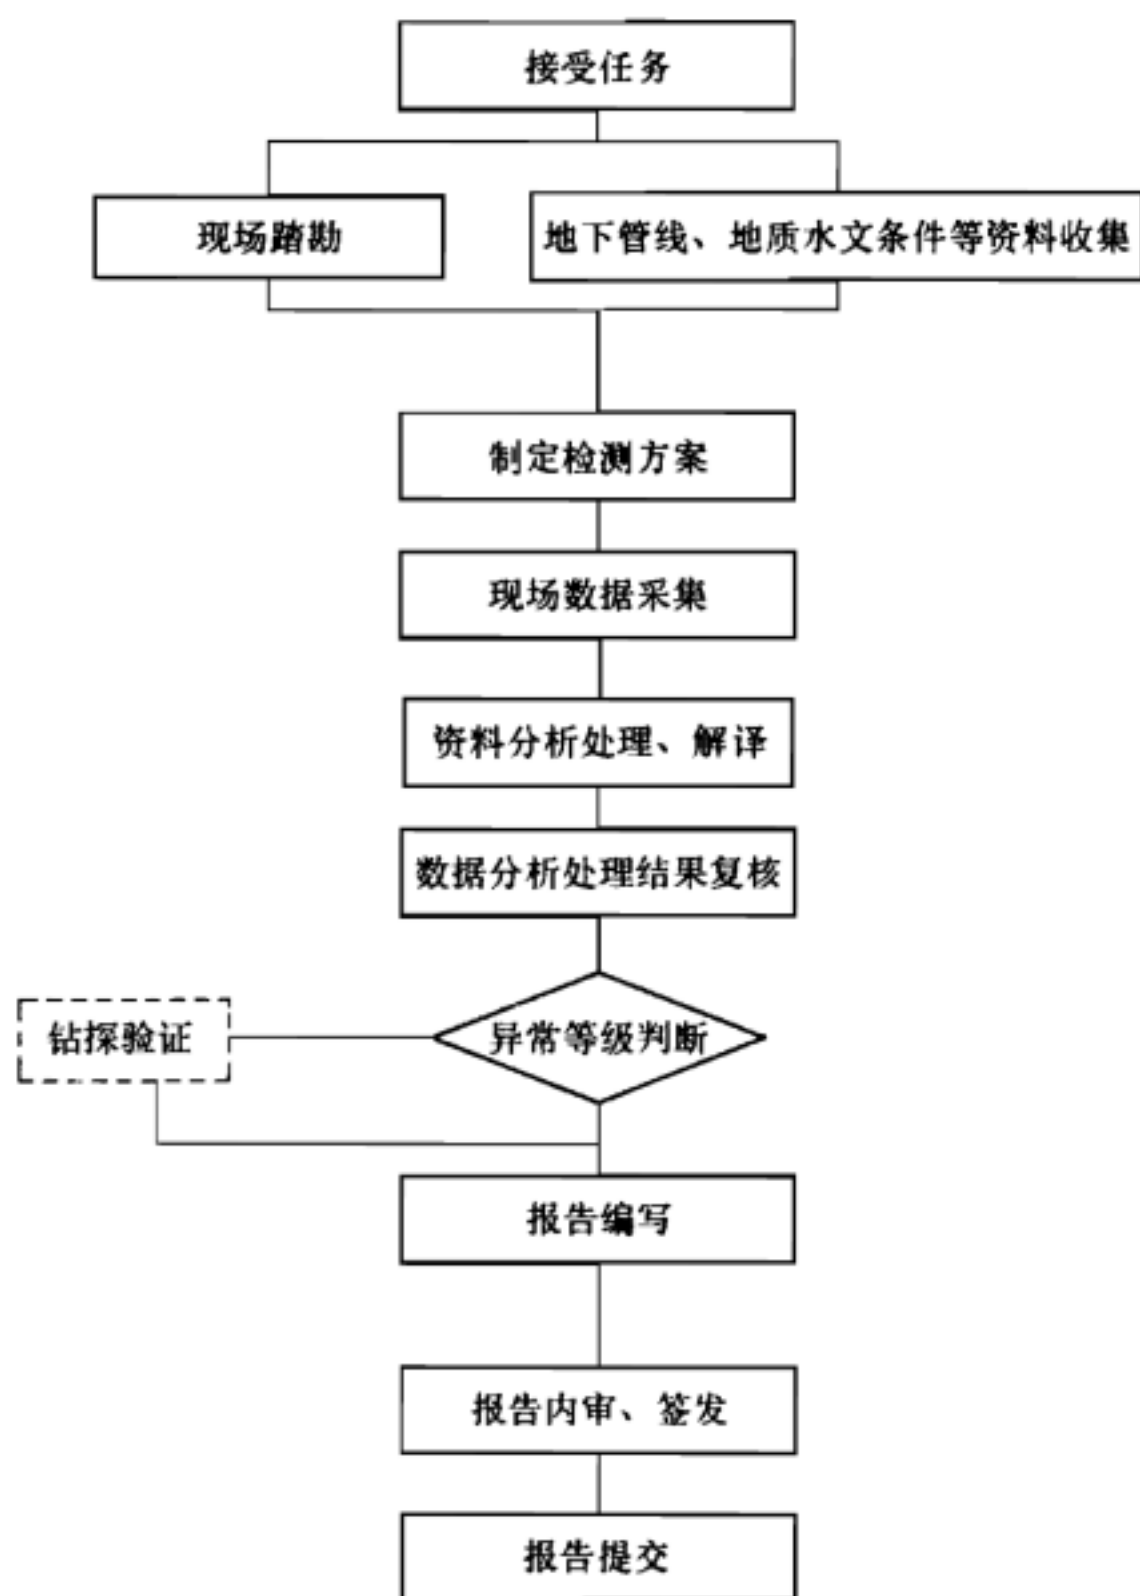 接受任务
现场踏勘
地下管线、地质水文条件等资料收集
制定检测方案
现场数据采集
资料分析处理、解译
数据分析处理结果复核
异常等级判断
钻探验证
报告编写
报告内审、签发
报告提交